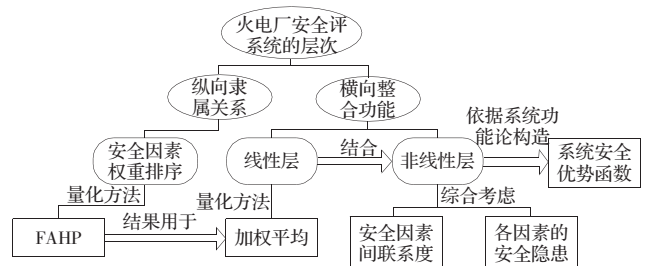 火电厂安全评
系统的层次
纵向隶
属关系
横向整
合功能
依据系统功
能论构造
安全因素
权重排序
线性层
结合
非线性层
系统安全
优势函数
量化方法
量化方法
综合考虑
FAHP
结果用于
加权平均
安全因素
间联系度
各因素的
安全隐患